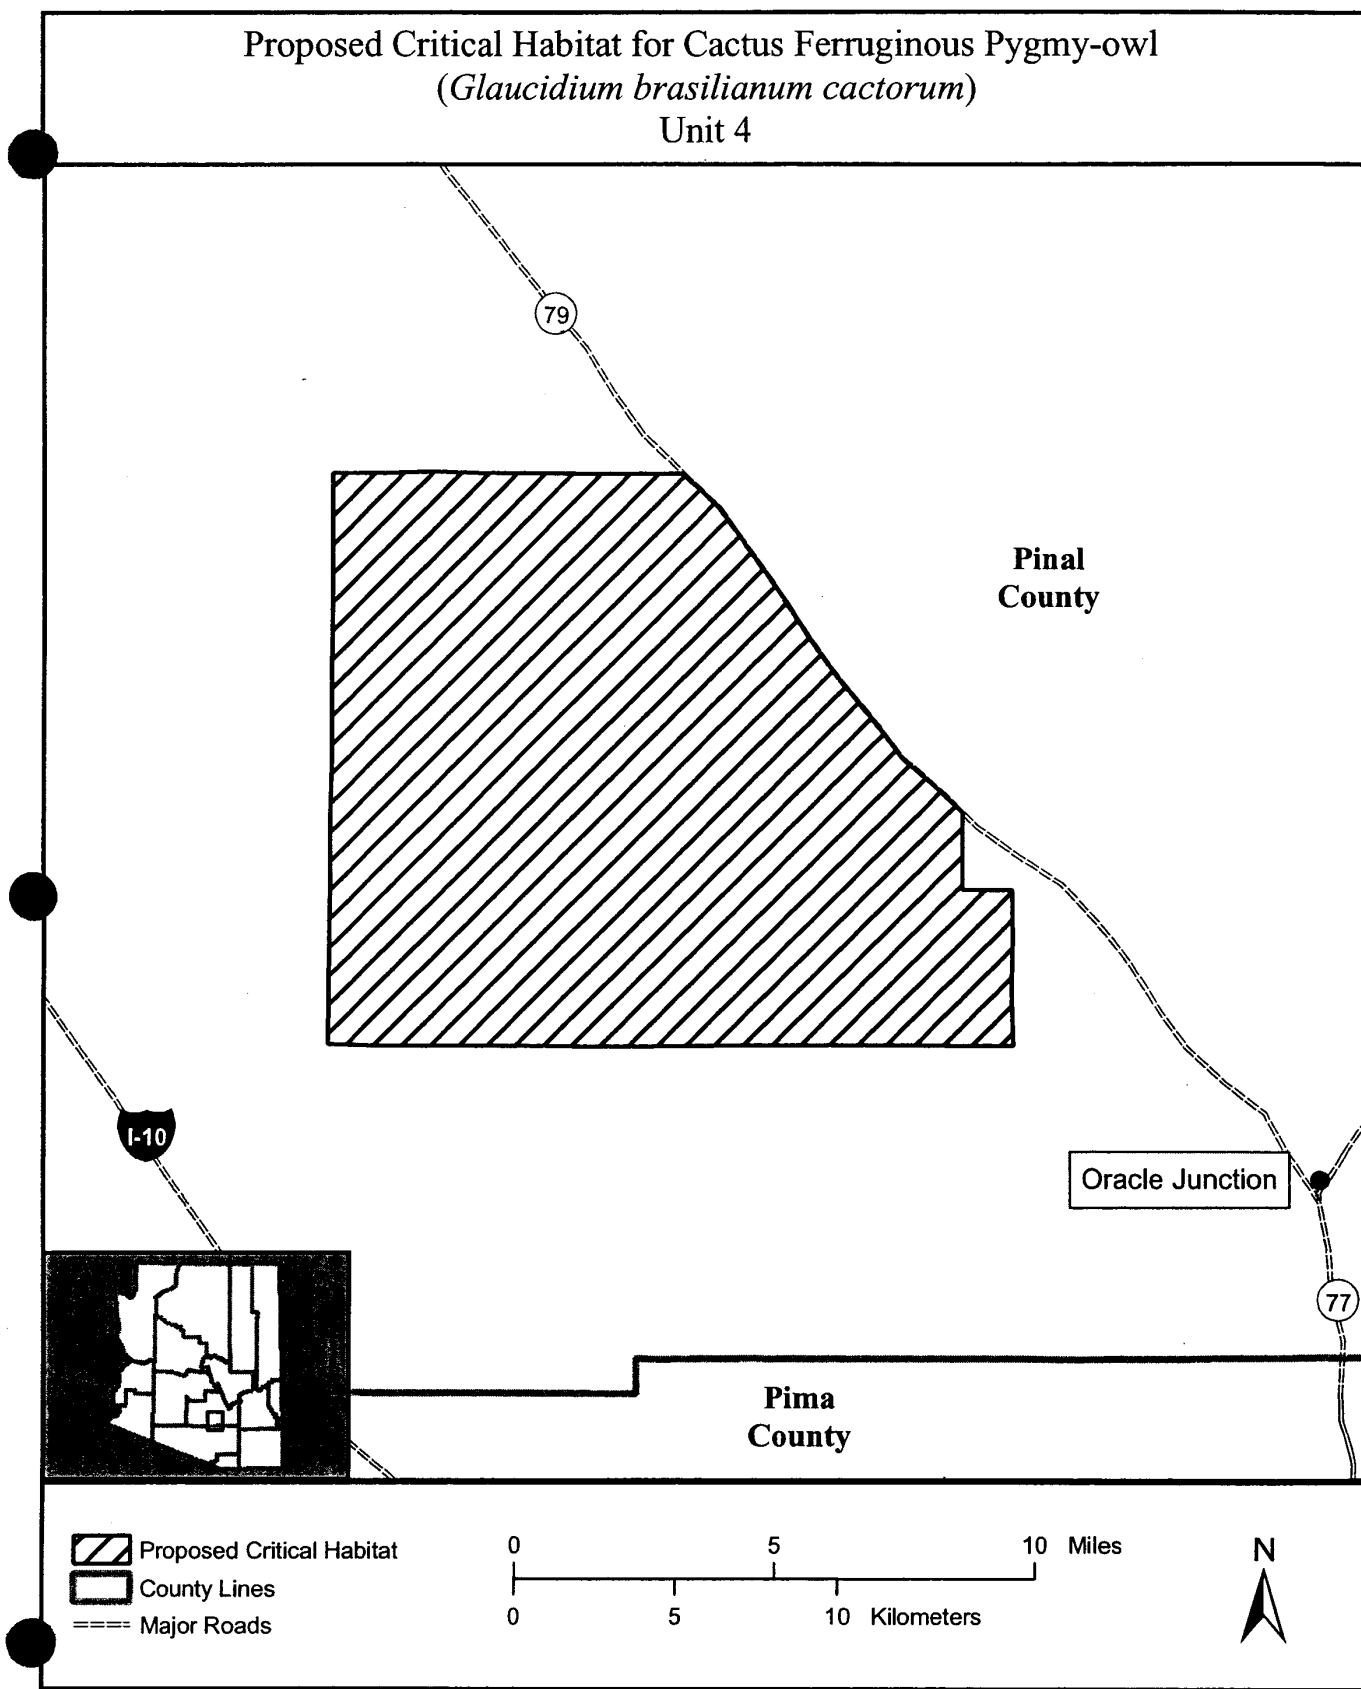 Proposed Critical Habitat for Cactus Ferruginous Pygmy-owl
(Glaucidium brasilianum cactorum)
Unit 4
79
Pinal
County
I-10
Oracle Junction
77
Pima
County
Proposed Critical Habitat
County Lines
Major Roads
0 5 10 Miles
0 5 10 Kilometers
N